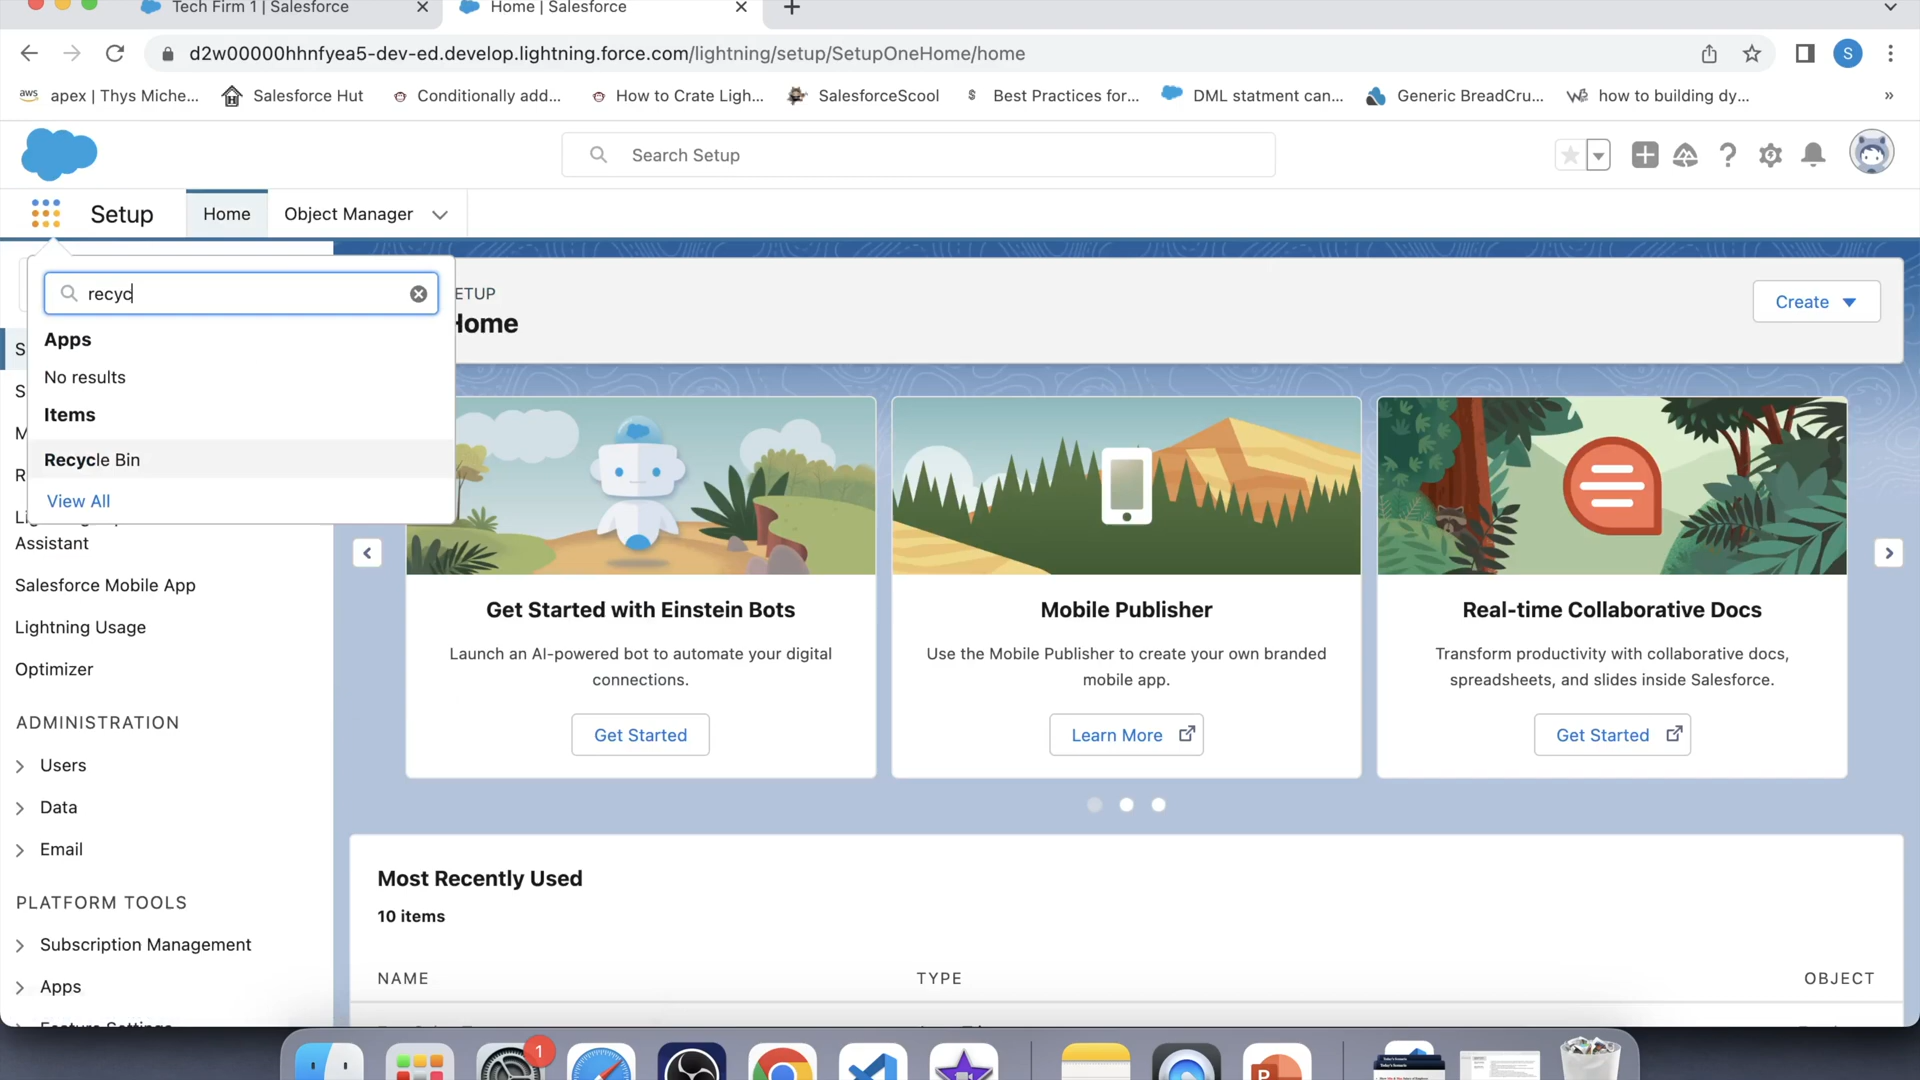 Tech Firm 1 | Salesforce
Home | Salesforce
d2w00000hhnfyea5-dev-ed.develop.lightning.force.com/lightning/setup/SetupOneHome/home
S
aws apex | Thys Miche...
Salesforce Hut
Conditionally add...
How to Crate Ligh...
SalesforceScool
S Best Practices for...
DML statment can...
Generic BreadCru...
how to building dy...
»
Search Setup
Setup
Home
Object Manager
recyc
Apps
No results
Items
Recycle Bin
View All
ETUP
Home
Create
S
S
M
R
Assistant
Salesforce Mobile App
Lightning Usage
Optimizer
ADMINISTRATION
Users
Data
Email
PLATFORM TOOLS
Subscription Management
Apps
Feature Settings
Get Started with Einstein Bots
Launch an AI-powered bot to automate your digital
connections.
Get Started
Mobile Publisher
Use the Mobile Publisher to create your own branded
mobile app.
Learn More
Real-time Collaborative Docs
Transform productivity with collaborative docs,
spreadsheets, and slides inside Salesforce.
Get Started
Most Recently Used
10 items
NAME
TYPE
OBJECT
1
P